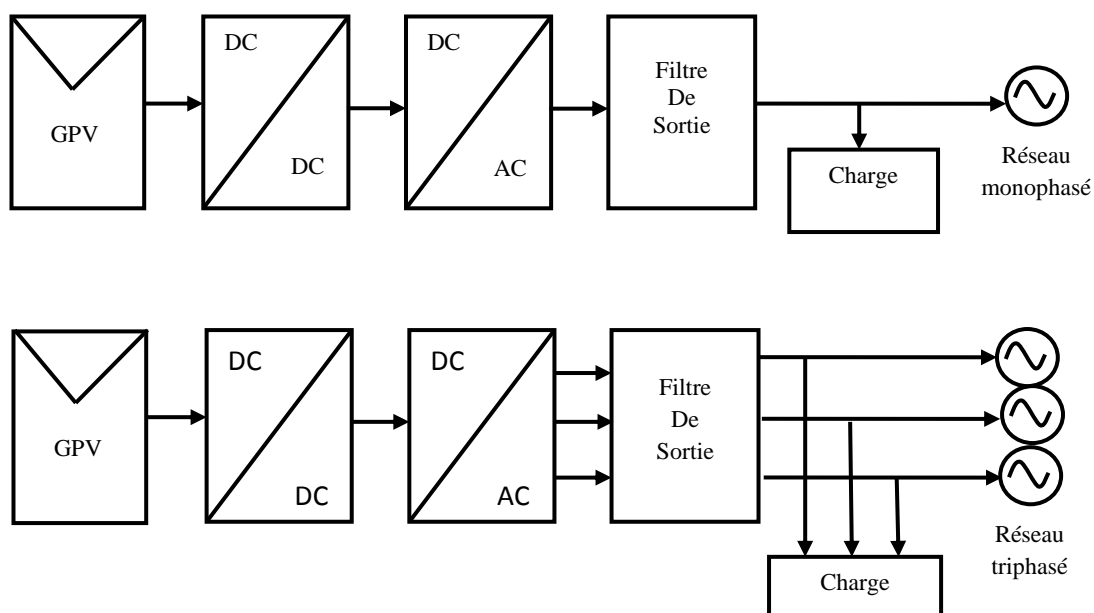 GPV
DC
DC
DC
AC
Filtre
De
Sortie
Charge
Réseau
monophasé
GPV
DC
DC
DC
AC
Filtre
De
Sortie
Charge
Réseau
triphasé